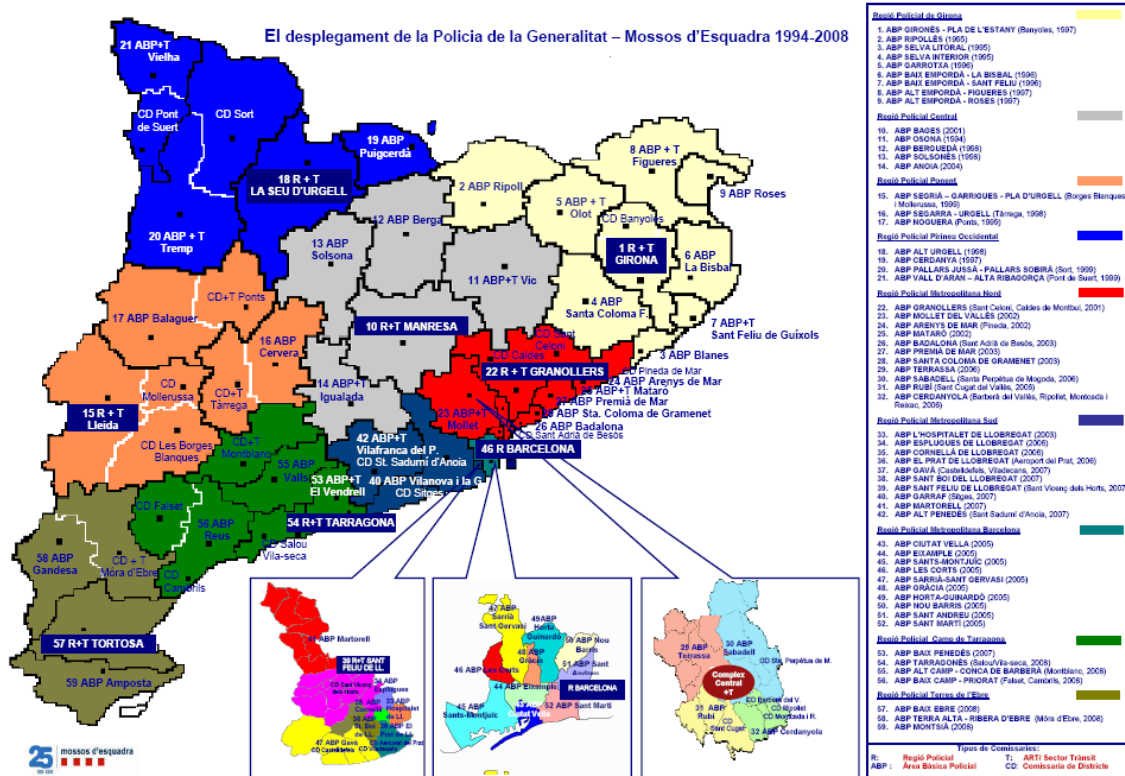 El desplegament de la Policia de la Generalitat – Mossos d'Esquadra 1994-2008
21 ABP+T
Vielha
CD Pont
de Suert
CD Sort
19 ABP
Puigcerdà
18 R + T
LA SEU D'URGELL
20 ABP + T
Tremp
2 ABP Ripoll
8 ABP + T
Figueres
9 ABP Roses
5 ABP + T
Olot
CD Banyoles
1 R + T
GIRONA
6 ABP
La Bisbal
12 ABP Berga
13 ABP
Solsona
11 ABP+T Vic
4 ABP
Santa Coloma F.
7 ABP+T
Sant Feliu de Guíxols
3 ABP Blanes
10 R+T MANRESA
CD+T Ponts
17 ABP Balaguer
16 ABP
Cervera
CD Sant
Celoni
CD Caldes
22 R + T GRANOLLERS
CD Pineda de Mar
24 ABP Arenys de Mar
ABP+T Mataro
ABP Premià de Mar
ABP Sta. Coloma de Gramenet
26 ABP Badalona
CD Sant Adrià de Besòs
23 ABP+T
Mollet
14 ABP+T
Igualada
CD
Mollerussa
CD+T
Tàrrega
15 R + T
Lleida
CD Les Borges
Blanques
46 R BARCELONA
42 ABP+T
Vilafranca del P.
CD St. Sadurní d'Anoia
40 ABP Vilanova i la G
CD Sitges
CD+T
Montblanc
55 ABP
Valls
53 ABP+T
El Vendrell
54 R+T TARRAGONA
CD Falset
56 ABP
Reus
CD Salou
Vila-seca
CD
Cambrils
58 ABP
Gandesa
CD + T
Móra d'Ebre
57 R+T TORTOSA
59 ABP Amposta
ABP Martorell
39 R+T SANT
FELIU DE LL.
CD Sant Vicenç
dels Horts
47 ABP Gavà
47 ABP
Sarrià
Sant Gervasi
49 ABP
Horta
Guinardó
50 ABP Nou
Barris
48 ABP
Gràcia
51 ABP Sant
Andreu
46 ABP Les Corts
44 ABP Eixample
R BARCELONA
45 ABP
Sants-Montjuïc
52 ABP Sant Martí
Ciutat Vella
29 ABP
Terrassa
30 ABP
Sabadell
CD Sta. Perpètua de M.
Complex
Central
+T
31 ABP
Rubí
CD
Sant Cugat
CD Barberà del V.
CD Ripollet
CD Montcada i R.
32 ABP Cerdanyola
25
mossos d'esquadra
Regió Policial de Girona
1. ABP GIRONÈS - PLA DE L'ESTANY (Banyoles, 1997)
2. ABP RIPOLLÈS (1995)
3. ABP SELVA LITORAL (1995)
4. ABP SELVA INTERIOR (1995)
5. ABP GARROTXA (1996)
6. ABP BAIX EMPORDÀ - LA BISBAL (1996)
7. ABP BAIX EMPORDÀ - SANT FELIU (1996)
8. ABP ALT EMPORDÀ - FIGUERES (1997)
9. ABP ALT EMPORDÀ - ROSES (1997)
Regió Policial Central
10. ABP BAGES (2001)
11. ABP OSONA (1994)
12. ABP BERGUEDÀ (1998)
13. ABP SOLSONÈS (1998)
14. ABP ANOIA (2004)
Regió Policial Ponent
15. ABP SEGRIÀ – GARRIGUES - PLA D'URGELL (Borges Blanques
i Mollerussa, 1999)
16. ABP SEGARRA - URGELL (Tàrrega, 1998)
17. ABP NOGUERA (Ponts, 1999)
Regió Policial Pirineu Occidental
18. ABP ALT URGELL (1998)
19. ABP CERDANYA (1997)
20. ABP PALLARS JUSSÀ - PALLARS SOBIRÀ (Sort, 1999)
21. ABP VALL D'ARAN – ALTA RIBAGORÇA (Pont de Suert, 1999)
Regió Policial Metropolitana Nord
22. ABP GRANOLLERS (Sant Celoni, Caldes de Montbui, 2001)
23. ABP MOLLET DEL VALLÈS (2002)
24. ABP ARENYS DE MAR (Pineda, 2002)
25. ABP MATARÓ (2002)
26. ABP BADALONA (Sant Adrià de Besòs, 2003)
27. ABP PREMIÀ DE MAR (2003)
28. ABP SANTA COLOMA DE GRAMENET (2003)
29. ABP TERRASSA (2006)
30. ABP SABADELL (Santa Perpètua de Mogoda, 2006)
31. ABP RUBÍ (Sant Cugat del Vallès, 2006)
32. ABP CERDANYOLA (Barberà del Vallès, Ripollet, Montcada i
Reixac, 2006)
Regió Policial Metropolitana Sud
33. ABP L'HOSPITALET DE LLOBREGAT (2003)
34. ABP ESPLUGUES DE LLOBREGAT (2006)
35. ABP CORNELLÀ DE LLOBREGAT (2006)
36. ABP EL PRAT DE LLOBREGAT (Aeroport del Prat, 2006)
37. ABP GAVÀ (Castelldefels, Viladecans, 2007)
38. ABP SANT BOI DEL LLOBREGAT (2007)
39. ABP SANT FELIU DE LLOBREGAT (Sant Vicenç dels Horts, 2007
40. ABP GARRAF (Sitges, 2007)
41. ABP MARTORELL (2007)
42. ABP ALT PENEDÈS (Sant Sadurní d'Anoia, 2007)
Regió Policial Metropolitana Barcelona
43. ABP CIUTAT VELLA (2005)
44. ABP EIXAMPLE (2005)
45. ABP SANTS-MONTJUÏC (2005)
46. ABP LES CORTS (2005)
47. ABP SARRIÀ-SANT GERVASI (2005)
48. ABP GRÀCIA (2005)
49. ABP HORTA-GUINARDÓ (2005)
50. ABP NOU BARRIS (2005)
51. ABP SANT ANDREU (2005)
52. ABP SANT MARTÍ (2005)
Regió Policial Camp de Tarragona
53. ABP BAIX PENEDÈS (2007)
54. ABP TARRAGONÈS (Salou/Vila-seca, 2008)
55. ABP ALT CAMP - CONCA DE BARBERÀ (Montblanc, 2008)
56. ABP BAIX CAMP - PRIORAT (Falset, Cambrils, 2008)
Regió Policial Terres de l'Ebre
57. ABP BAIX EBRE (2008)
58. ABP TERRA ALTA - RIBERA D'EBRE (Móra d'Ebre, 2008)
59. ABP MONTSIÀ (2008)
Tipus de Comissaries:
R: Regió Policial T: ART/ Sector Trànsit
ABP : Àrea Bàsica Policial CD: Comissaria de Districte